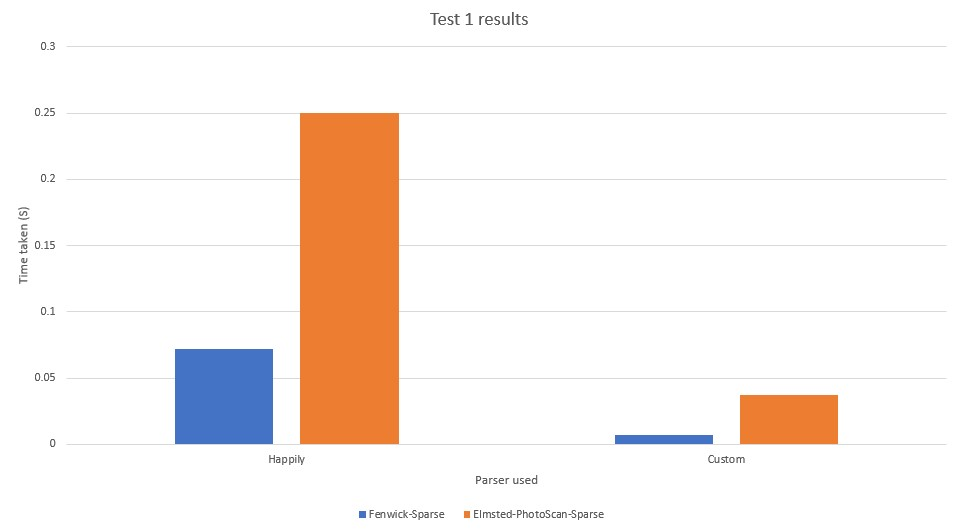 Test 1 results
0.3
0.25
0.2
0.15
0.1
0.05
0
Time taken (S)
Happily Custom
Parser used
Fenwick-Sparse Elmsted-PhotoScan-Sparse